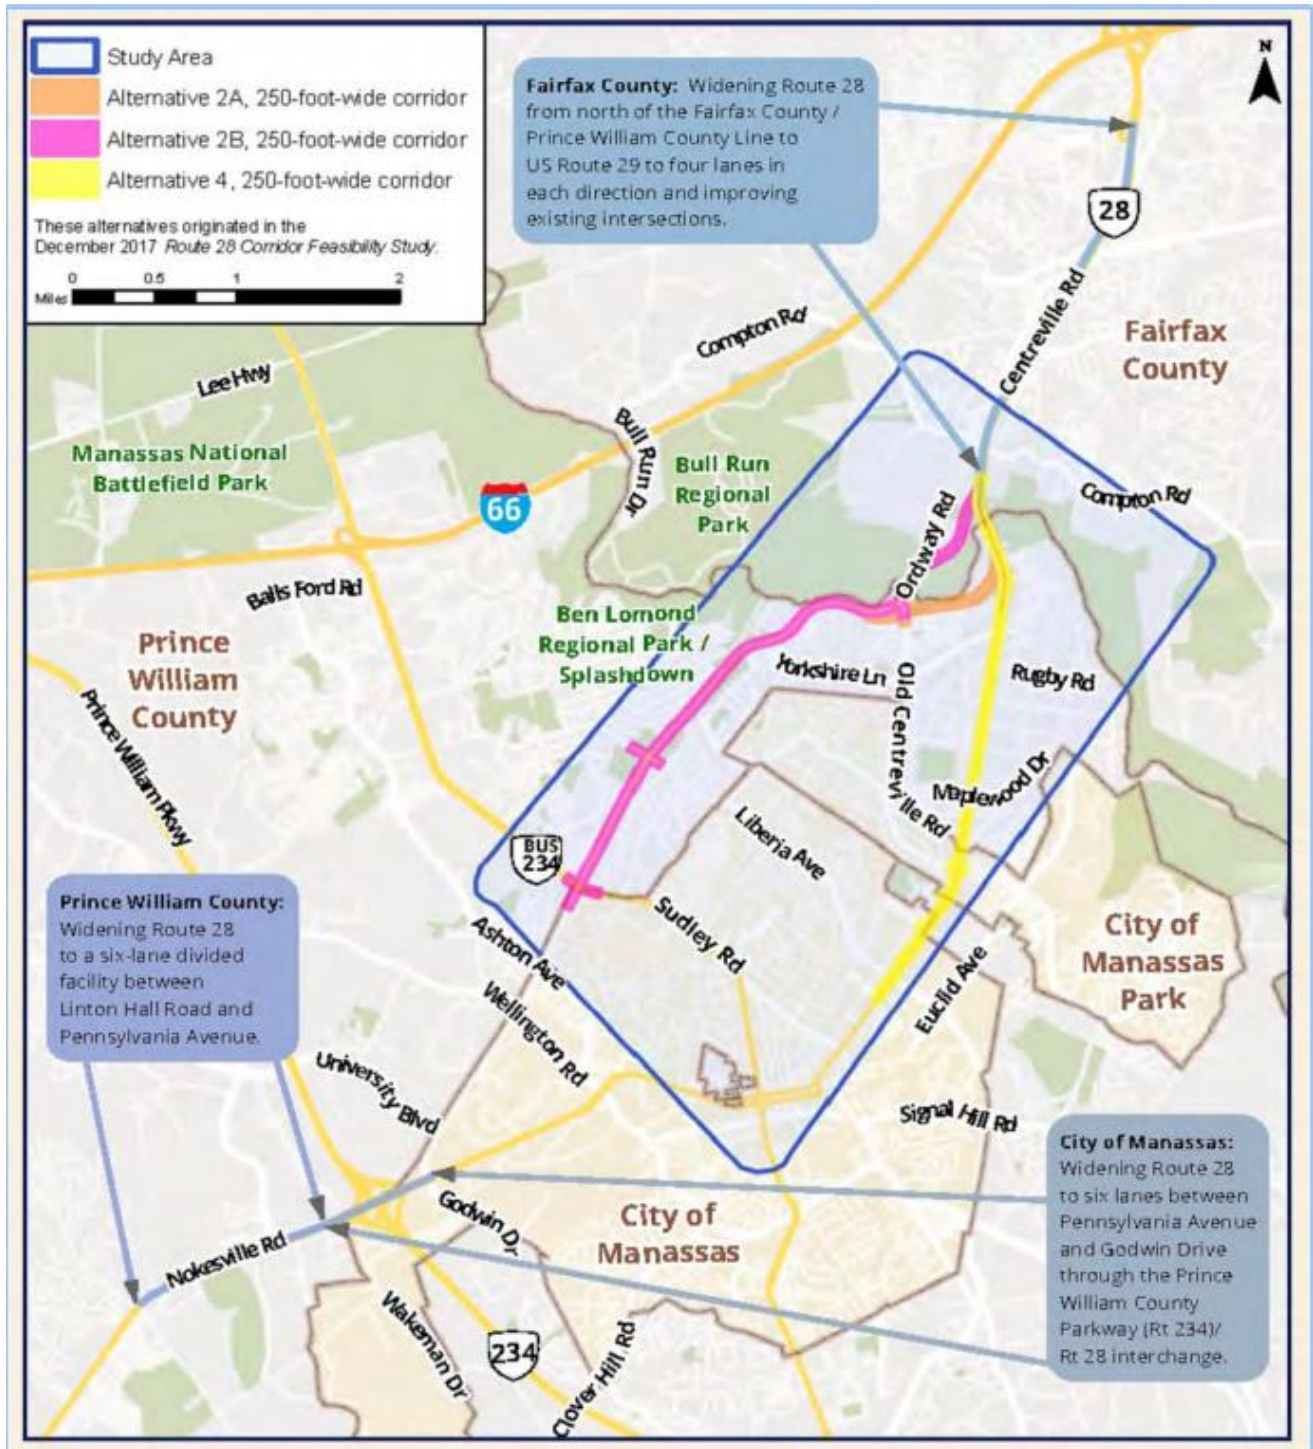 Study Area
Alternative 2A, 250-foot-wide corridor
Alternative 2B, 250-foot-wide corridor
Alternative 4, 250-foot-wide corridor
These alternatives originated in the
December 2017 Route 28 Corridor Feasibility Study.
0 0.5 1 2
Miles
N
Fairfax County: Widening Route 28
from north of the Fairfax County /
Prince William County Line to
US Route 29 to four lanes in
each direction and improving
existing intersections.
28
Centreville Rd
Fairfax
County
Compton Rd
Lee Hwy
Manassas National
Battlefield Park
Bull Run Dr
Bull Run
Regional
Park
66
Compton Rd
Ordway Rd
Balls Ford Rd
Ben Lomond
Regional Park /
Splashdown
Prince
William
County
Yorkshire Ln
Old Centreville Rd
Rugby Rd
Prince William Pkwy
Maplewood Dr
Liberia Ave
BUS
234
Sudley Rd
Ashton Ave
City of
Manassas
Park
Euclid Ave
Wellington Rd
Prince William County:
Widening Route 28
to a six-lane divided
facility between
Linton Hall Road and
Pennsylvania Avenue.
University Blvd
Signal Hill Rd
City of Manassas:
Widening Route 28
to six lanes between
Pennsylvania Avenue
and Godwin Drive
through the Prince
William County
Parkway (Rt 234)/
Rt 28 interchange.
Godwin Dr
City of
Manassas
Nokesville Rd
Wakeman Dr
234
Clover Hill Rd